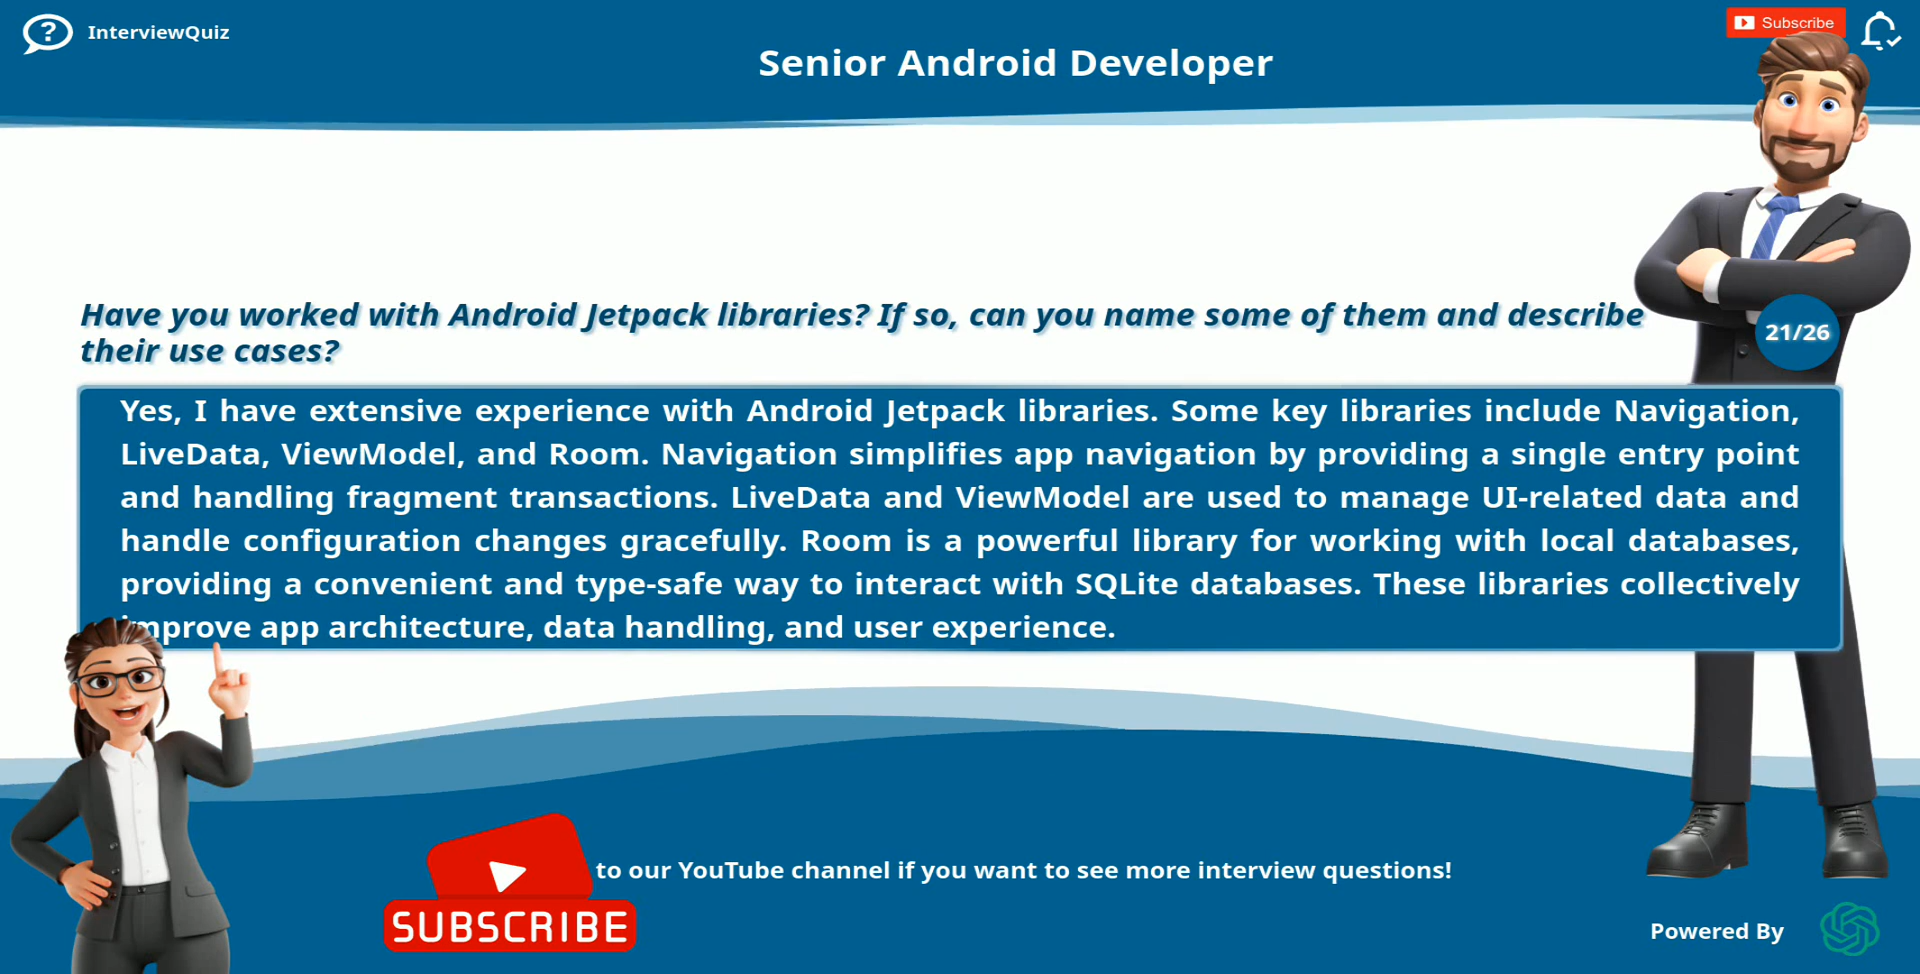 InterviewQuiz
Subscribe
Senior Android Developer
Have you worked with Android Jetpack libraries? If so, can you name some of them and describe
their use cases?
21/26
Yes, I have extensive experience with Android Jetpack libraries. Some key libraries include Navigation,
LiveData, ViewModel, and Room. Navigation simplifies app navigation by providing a single entry point
and handling fragment transactions. LiveData and ViewModel are used to manage UI-related data and
handle configuration changes gracefully. Room is a powerful library for working with local databases,
providing a convenient and type-safe way to interact with SQLite databases. These libraries collectively
improve app architecture, data handling, and user experience.
to our YouTube channel if you want to see more interview questions!
SUBSCRIBE
Powered By